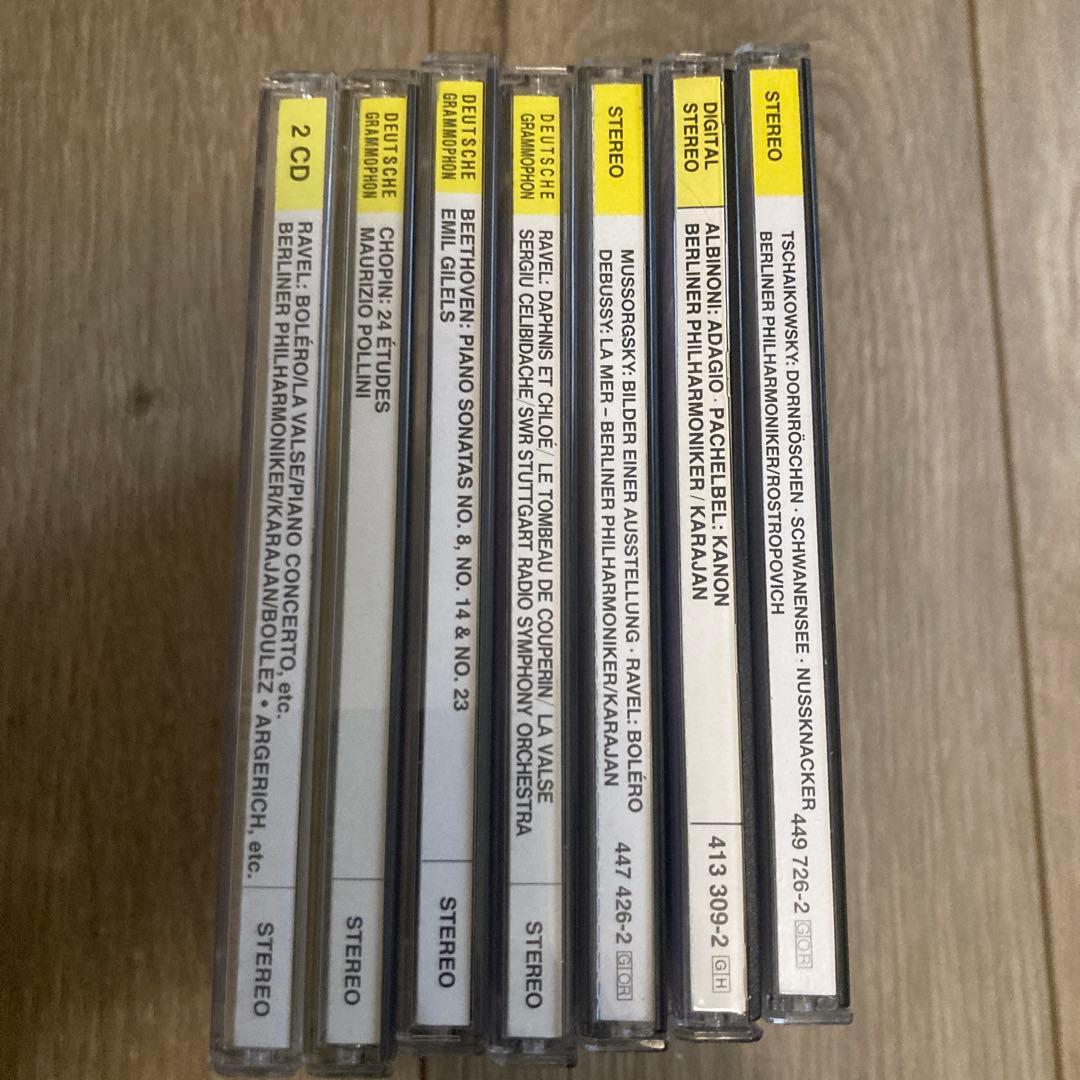 2 CD
RAVEL: BOLÉRO/LA VALSE/PIANO CONCERTO, etc.
BERLINER PHILHARMONIKER/KARAJAN/BOULEZ • ARGERICH, etc.
STEREO
DEUTSCHE
GRAMMOPHON
CHOPIN: 24 ÉTUDES
MAURIZIO POLLINI
STEREO
DEUTSCHE
GRAMMOPHON
BEETHOVEN: PIANO SONATAS NO. 8, NO. 14 & NO. 23
EMIL GILELS
STEREO
DEUTSCHE
GRAMMOPHON
RAVEL: DAPHNIS ET CHLOÉ/ LE TOMBEAU DE COUPERIN/ LA VALSE
SERGIU CELIBIDACHE/SWR STUTTGART RADIO SYMPHONY ORCHESTRA
STEREO
STEREO
MUSSORGSKY: BILDER EINER AUSSTELLUNG · RAVEL: BOLÉRO
DEBUSSY: LA MER – BERLINER PHILHARMONIKER/KARAJAN
447 426-2 GOR
DIGITAL
STEREO
ALBINONI: ADAGIO · PACHELBEL: KANON
BERLINER PHILHARMONIKER / KARAJAN
413 309-2 GH
STEREO
TSCHAIKOWSKY: DORNRÖSCHEN · SCHWANENSEE · NUSSKNACKER
BERLINER PHILHARMONIKER/ROSTROPOVICH
449 726-2 GOR